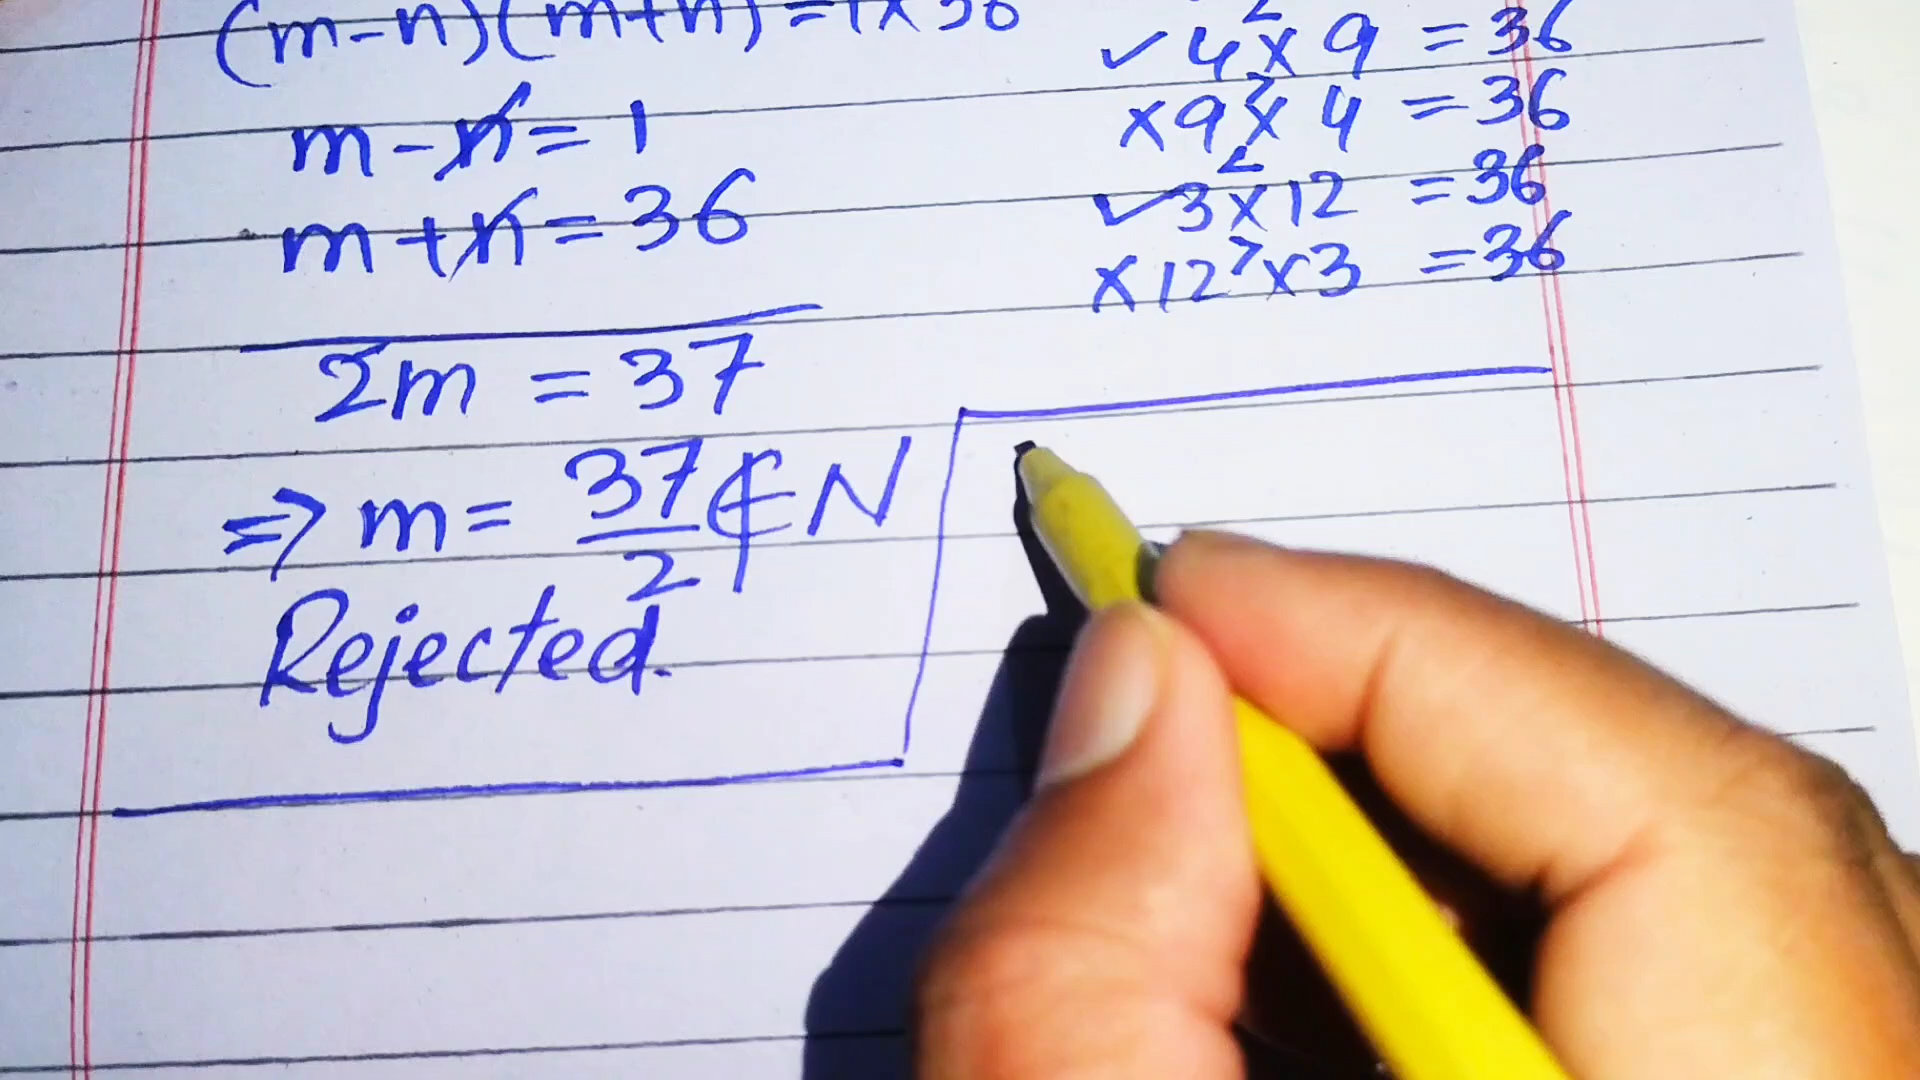 (m-n)(m+n)=1×36
m-n=1
m+n=36
2m=37
⇒m=37/2∉N
Rejected.
✓4<×9=36
×9>×4=36
✓3<×12=36
×12>×3=36